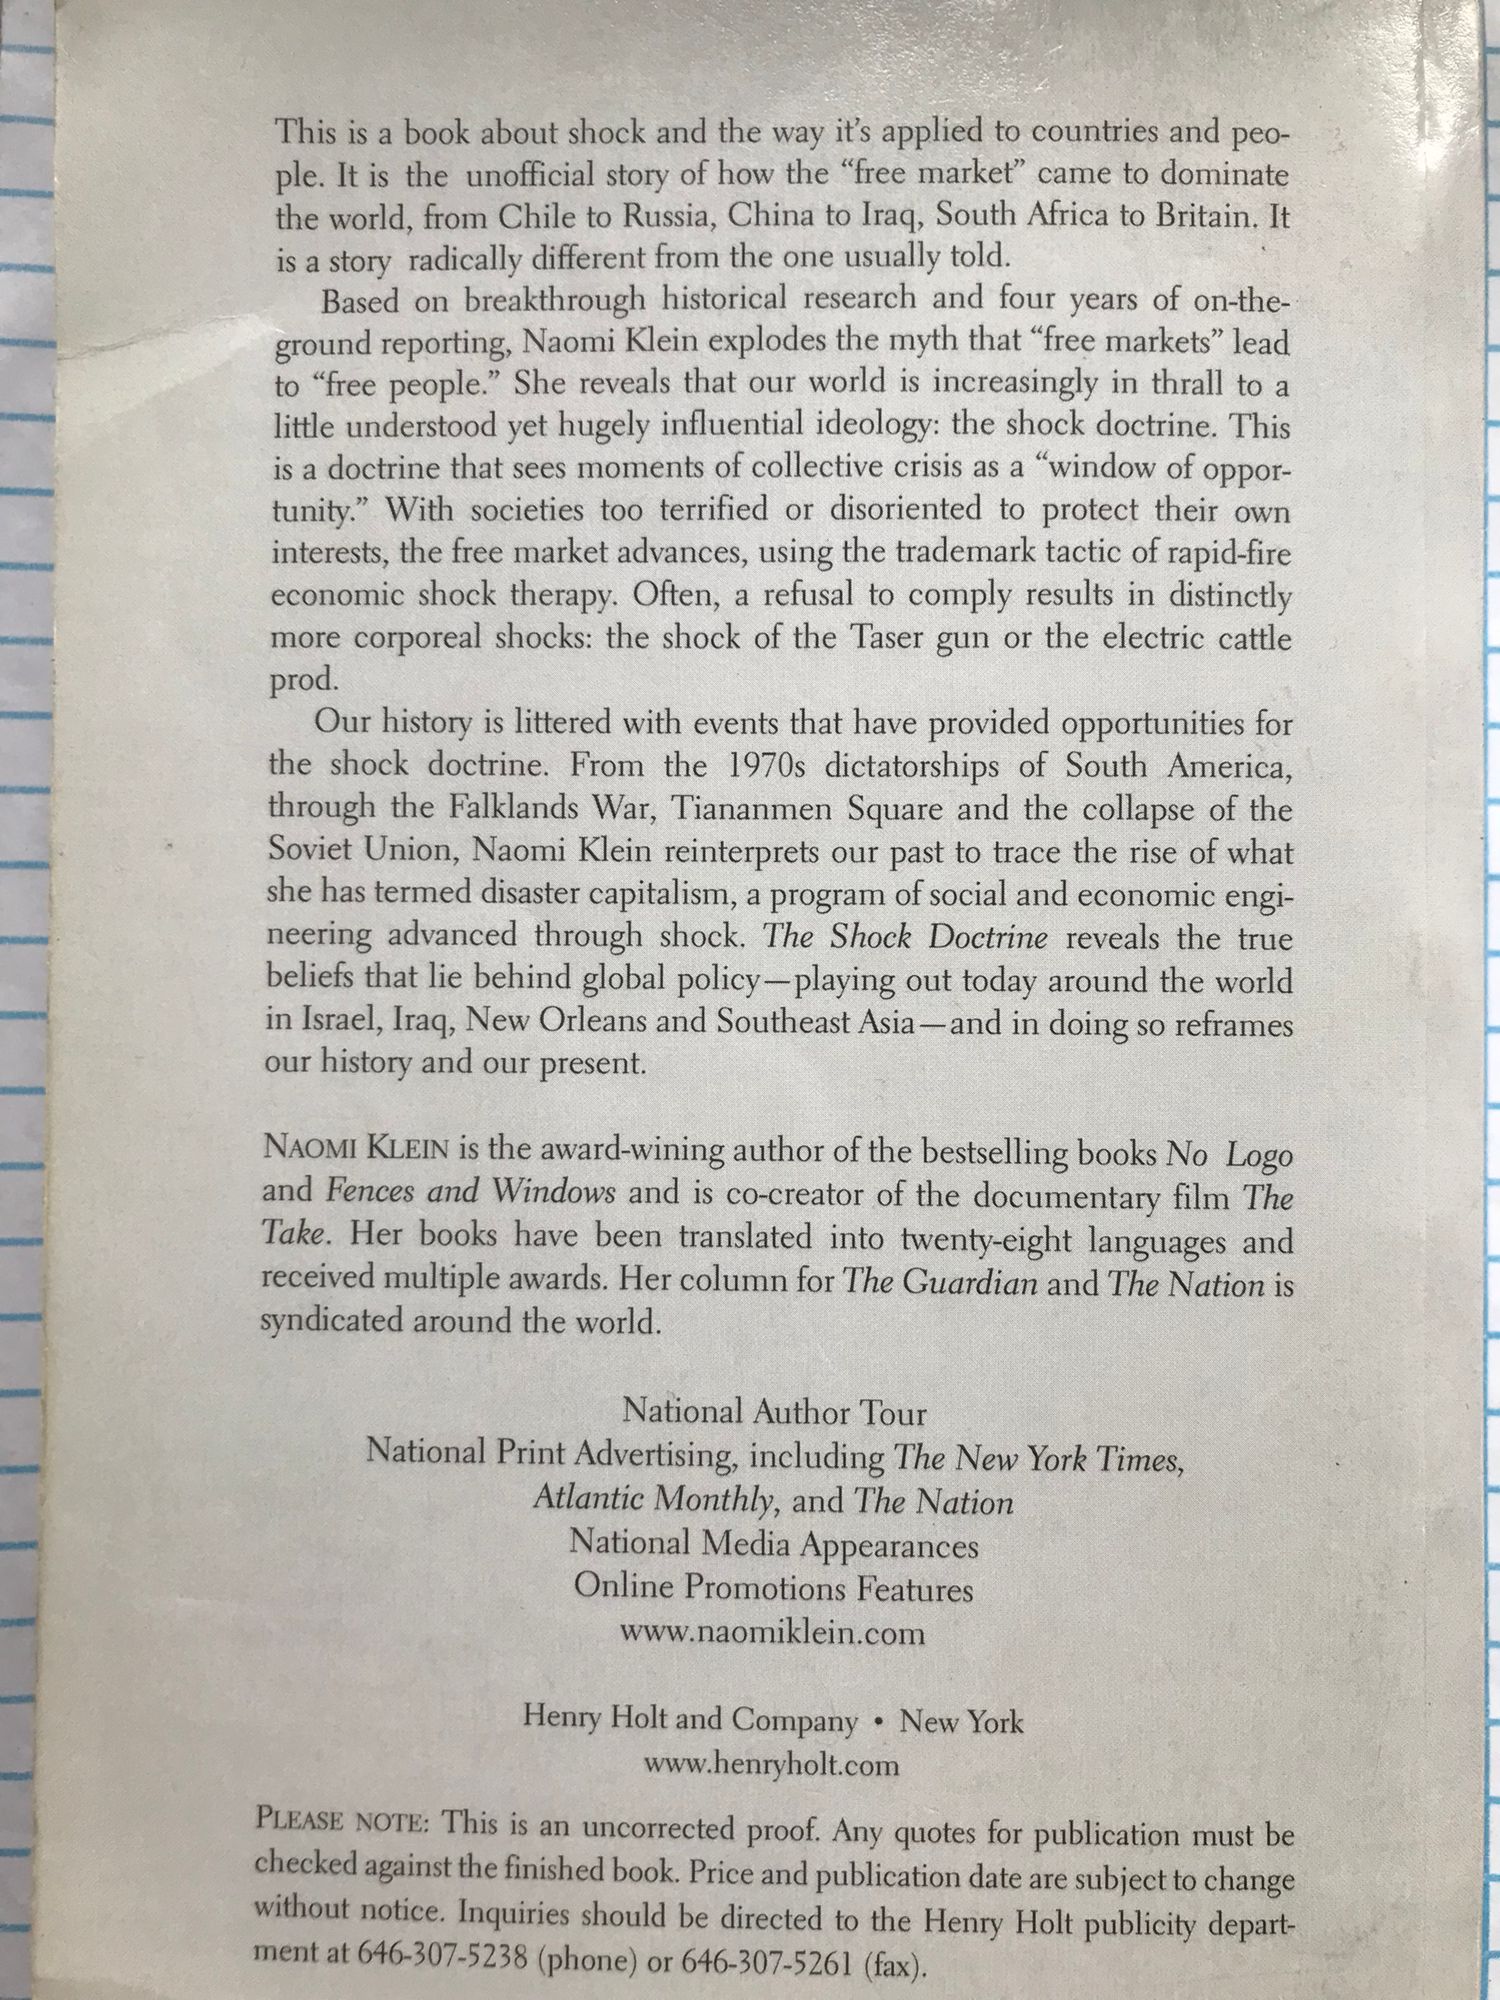 This is a book about shock and the way it's applied to countries and peo-
ple. It is the unofficial story of how the “free market” came to dominate
the world, from Chile to Russia, China to Iraq, South Africa to Britain. It
is a story radically different from the one usually told.
Based on breakthrough historical research and four years of on-the-
ground reporting, Naomi Klein explodes the myth that “free markets” lead
to “free people.” She reveals that our world is increasingly in thrall to a
little understood yet hugely influential ideology: the shock doctrine. This
is a doctrine that sees moments of collective crisis as a “window of oppor-
tunity.” With societies too terrified or disoriented to protect their own
interests, the free market advances, using the trademark tactic of rapid-fire
economic shock therapy. Often, a refusal to comply results in distinctly
more corporeal shocks: the shock of the Taser gun or the electric cattle
prod.
Our history is littered with events that have provided opportunities for
the shock doctrine. From the 1970s dictatorships of South America,
through the Falklands War, Tiananmen Square and the collapse of the
Soviet Union, Naomi Klein reinterprets our past to trace the rise of what
she has termed disaster capitalism, a program of social and economic engi-
neering advanced through shock. The Shock Doctrine reveals the true
beliefs that lie behind global policy—playing out today around the world
in Israel, Iraq, New Orleans and Southeast Asia—and in doing so reframes
our history and our present.
NAOMI KLEIN is the award-wining author of the bestselling books No Logo
and Fences and Windows and is co-creator of the documentary film The
Take. Her books have been translated into twenty-eight languages and
received multiple awards. Her column for The Guardian and The Nation is
syndicated around the world.
National Author Tour
National Print Advertising, including The New York Times,
Atlantic Monthly, and The Nation
National Media Appearances
Online Promotions Features
www.naomiklein.com
Henry Holt and Company • New York
www.henryholt.com
PLEASE NOTE: This is an uncorrected proof. Any quotes for publication must be
checked against the finished book. Price and publication date are subject to change
without notice. Inquiries should be directed to the Henry Holt publicity depart-
ment at 646-307-5238 (phone) or 646-307-5261 (fax).